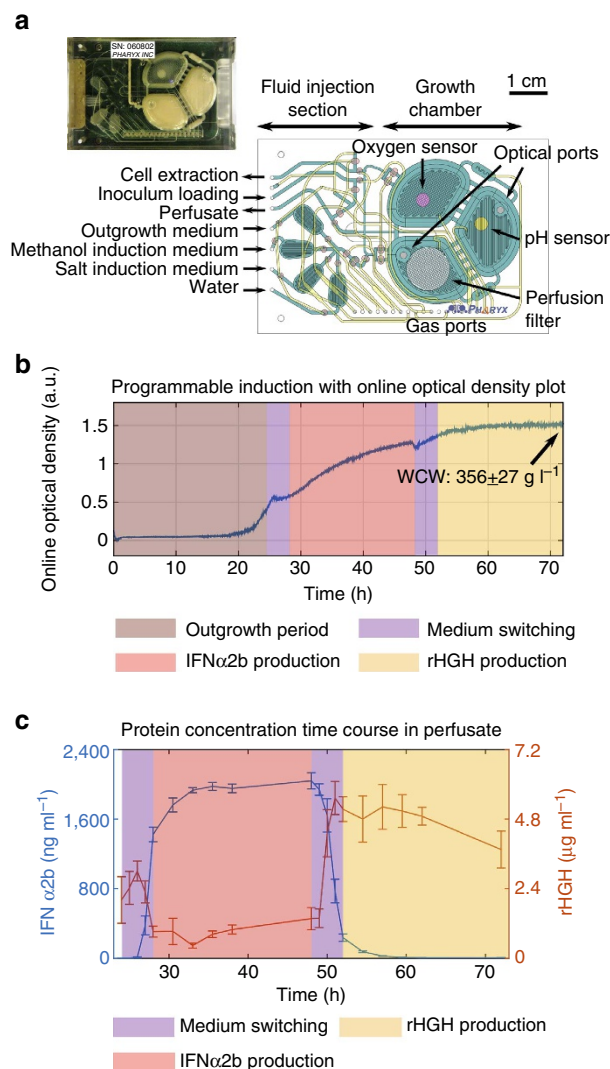 a
SN: 060802
PHARYX INC
1 cm
Fluid injection
section
Growth
chamber
Oxygen sensor
Optical ports
Cell extraction
Inoculum loading
Perfusate
Outgrowth medium
Methanol induction medium
Salt induction medium
Water
pH sensor
Perfusion
filter
Gas ports
PHARYX
b
Programmable induction with online optical density plot
Online optical density (a.u.)
1.5
1
0.5
0
WCW: 356±27 g l⁻¹
0 10 20 30 40 50 60 70
Time (h)
Outgrowth period
Medium switching
IFNα2b production
rHGH production
c
Protein concentration time course in perfusate
IFN α2b (ng ml⁻¹)
2,400
1,600
800
0
7.2
4.8
2.4
0
rHGH (μg ml⁻¹)
30 40 50 60 70
Time (h)
Medium switching
rHGH production
IFNα2b production